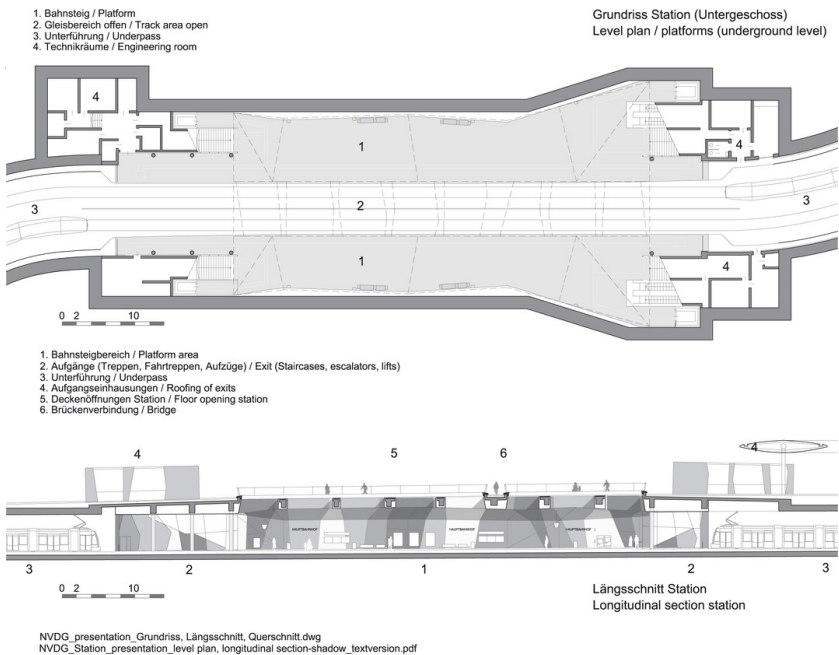 1. Bahnsteig / Platform
2. Gleisbereich offen / Track area open
3. Unterführung / Underpass
4. Technikräume / Engineering room
Grundriss Station (Untergeschoss)
Level plan / platforms (underground level)
4
1
4
3
2
3
1
4
0 2 10
1. Bahnsteigbereich / Platform area
2. Aufgänge (Treppen, Fahrtreppen, Aufzüge) / Exit (Staircases, escalators, lifts)
3. Unterführung / Underpass
4. Aufgangseinhausungen / Roofing of exits
5. Deckenöffnungen Station / Floor opening station
6. Brückenverbindung / Bridge
4 5 6 4
HAUPTBAHNHOF HAUPTBAHNHOF
3 2 1 2 3
0 2 10
Längsschnitt Station
Longitudinal section station
NVDG_presentation_Grundriss, Längsschnitt, Querschnitt.dwg
NVDG_Station_presentation_level plan, longitudinal section-shadow_textversion.pdf